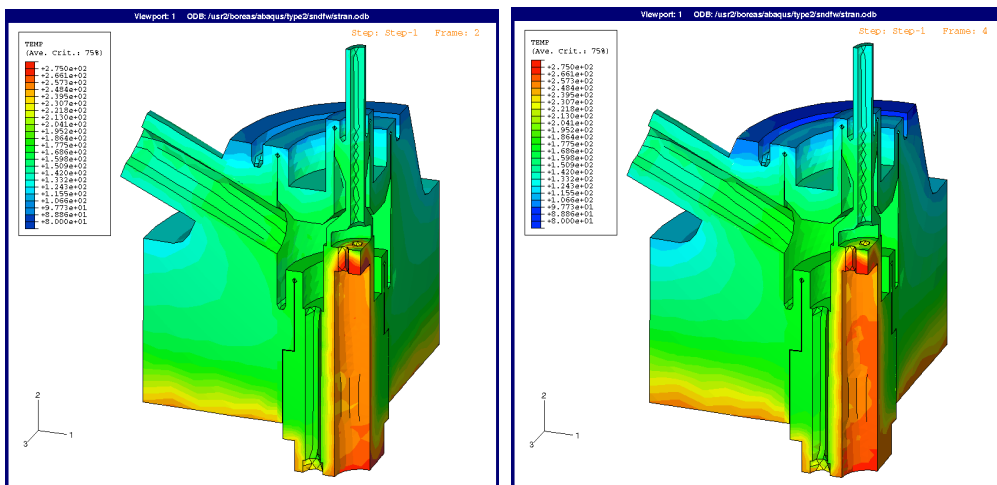 Viewport: 1 ODB: /usr2/boreas/abaqus/type2/sndfw/stran.odb
Step: Step-1 Frame: 2
TEMP
(Ave. Crit.: 75%)
+2.750e+02
+2.661e+02
+2.573e+02
+2.484e+02
+2.395e+02
+2.307e+02
+2.218e+02
+2.130e+02
+2.041e+02
+1.952e+02
+1.864e+02
+1.775e+02
+1.686e+02
+1.598e+02
+1.509e+02
+1.420e+02
+1.332e+02
+1.243e+02
+1.155e+02
+1.066e+02
+9.773e+01
+8.886e+01
+8.000e+01
2
3
1
Viewport: 1 ODB: /usr2/boreas/abaqus/type2/sndfw/stran.odb
Step: Step-1 Frame: 4
TEMP
(Ave. Crit.: 75%)
+2.750e+02
+2.661e+02
+2.573e+02
+2.484e+02
+2.395e+02
+2.307e+02
+2.218e+02
+2.130e+02
+2.041e+02
+1.952e+02
+1.864e+02
+1.775e+02
+1.686e+02
+1.598e+02
+1.509e+02
+1.420e+02
+1.332e+02
+1.243e+02
+1.155e+02
+1.066e+02
+9.773e+01
+8.886e+01
+8.000e+01
2
3
1